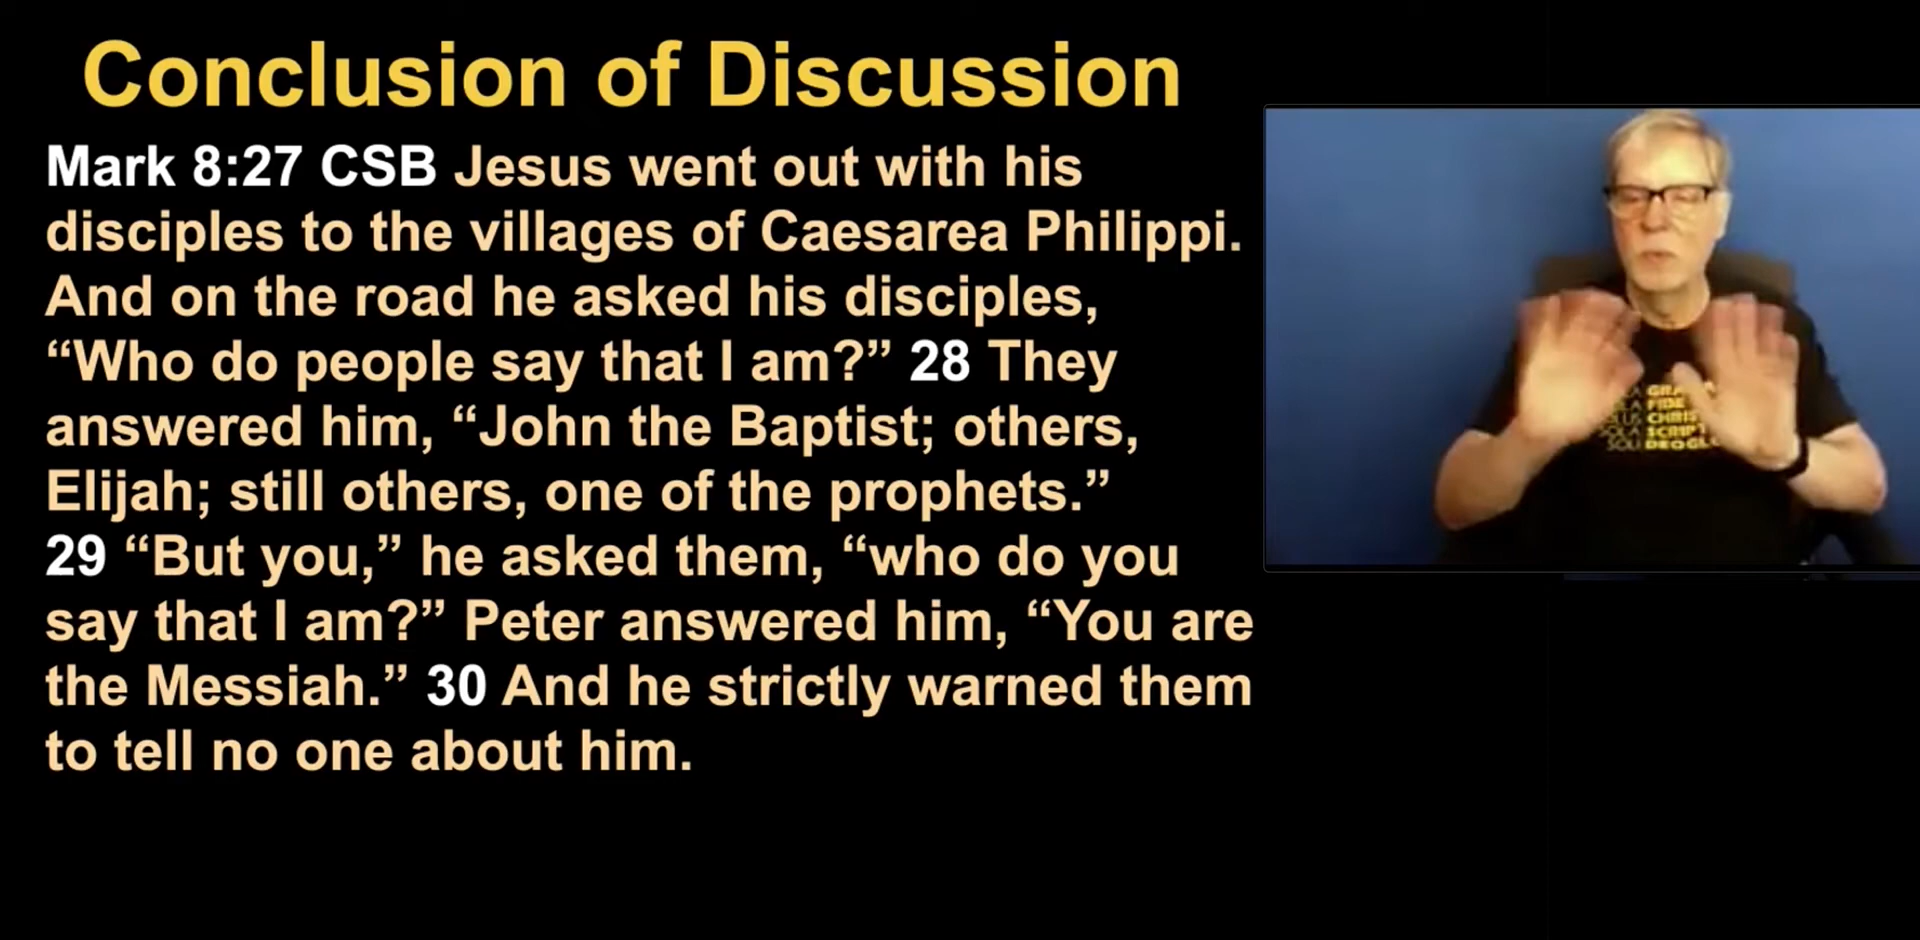 Conclusion of Discussion
Mark 8:27 CSB Jesus went out with his
disciples to the villages of Caesarea Philippi.
And on the road he asked his disciples,
“Who do people say that I am?” 28 They
answered him, “John the Baptist; others,
Elijah; still others, one of the prophets.”
29 “But you,” he asked them, “who do you
say that I am?” Peter answered him, “You are
the Messiah.” 30 And he strictly warned them
to tell no one about him.
FIDE
SOLI DEO